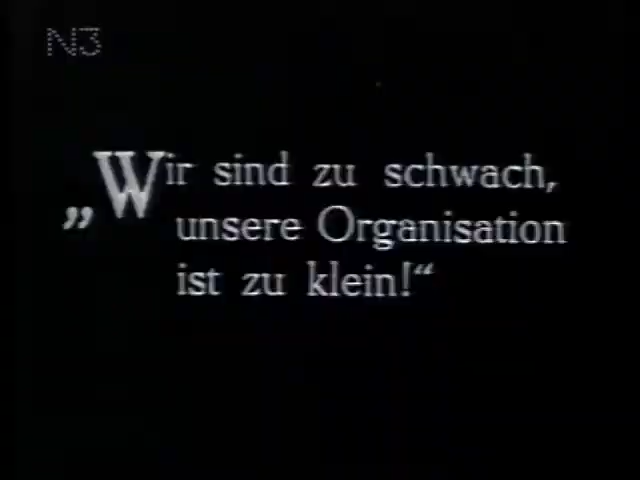 N3
„Wir sind zu schwach,
unsere Organisation
ist zu klein!“